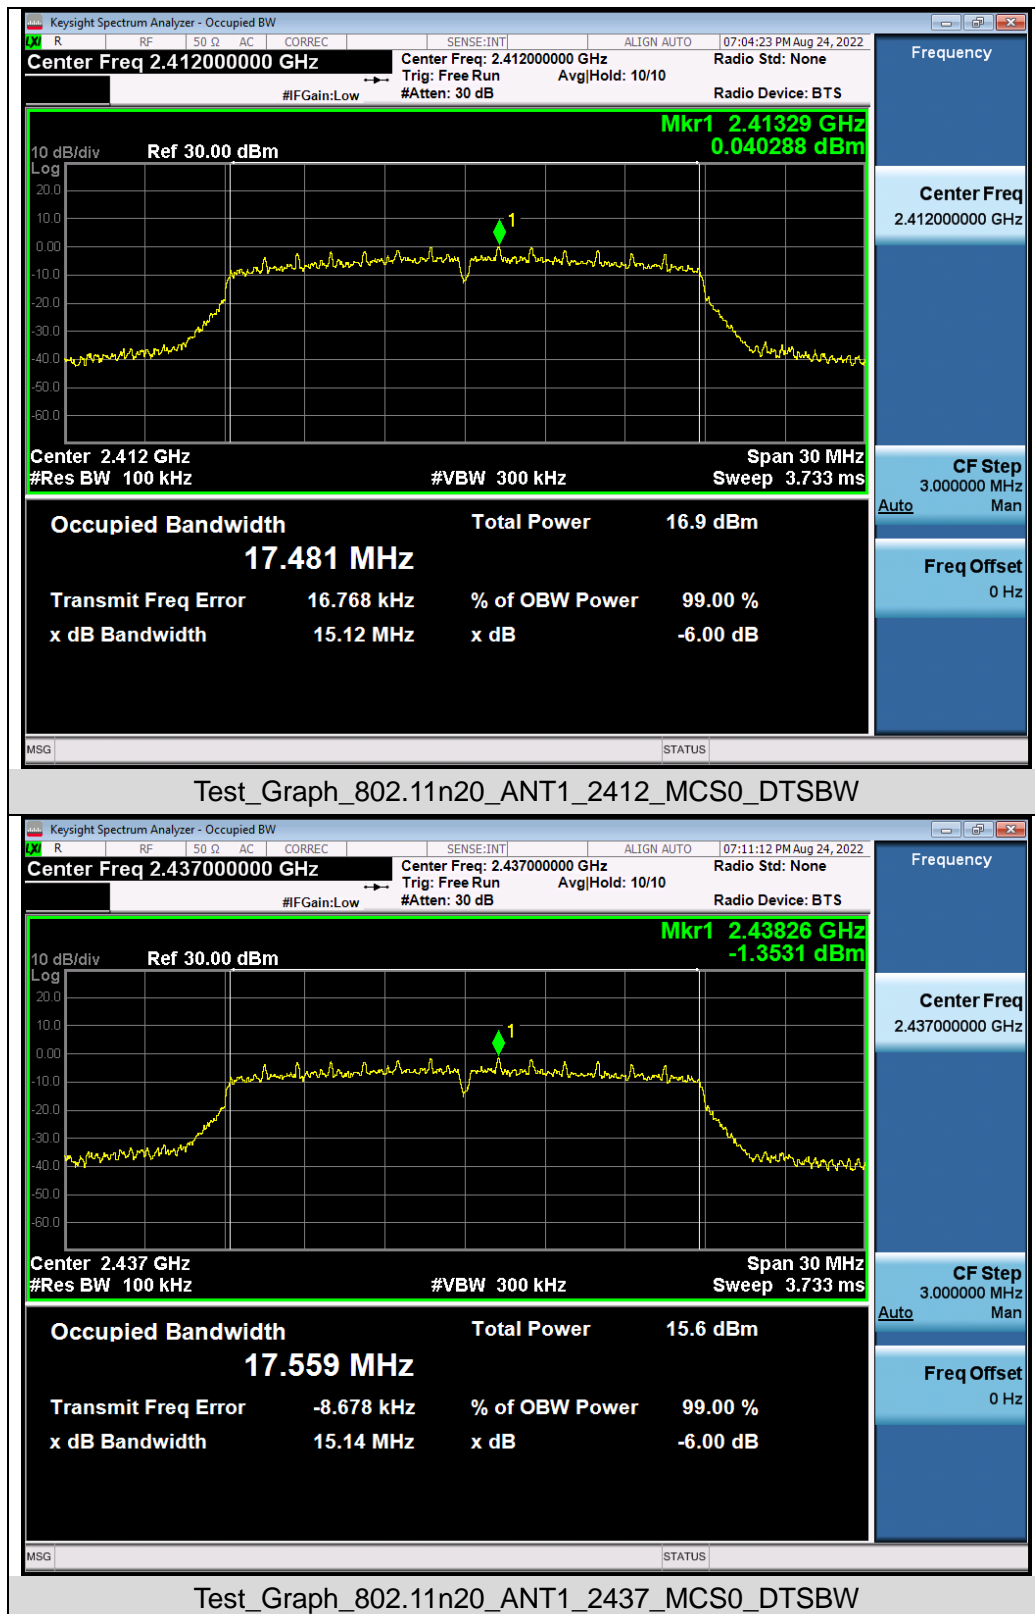 Keysight Spectrum Analyzer - Occupied BW
LXI R RF 50 Ω AC CORREC SENSE:INT ALIGN AUTO 07:04:23 PM Aug 24, 2022
Center Freq 2.412000000 GHz Center Freq: 2.412000000 GHz Radio Std: None Frequency
Trig: Free Run Avg|Hold: 10/10
#IFGain:Low #Atten: 30 dB Radio Device: BTS
Mkr1 2.41329 GHz
10 dB/div Ref 30.00 dBm 0.040288 dBm
Log
20.0
Center Freq
2.412000000 GHz
10.0
1
0.00
-10.0
-20.0
-30.0
-40.0
-50.0
-60.0
Center 2.412 GHz Span 30 MHz
#Res BW 100 kHz #VBW 300 kHz Sweep 3.733 ms
CF Step
3.000000 MHz
Auto Man
Occupied Bandwidth Total Power 16.9 dBm
17.481 MHz
Freq Offset
0 Hz
Transmit Freq Error 16.768 kHz % of OBW Power 99.00 %
x dB Bandwidth 15.12 MHz x dB -6.00 dB
MSG STATUS
Test_Graph_802.11n20_ANT1_2412_MCS0_DTSBW
Keysight Spectrum Analyzer - Occupied BW
LXI R RF 50 Ω AC CORREC SENSE:INT ALIGN AUTO 07:11:12 PM Aug 24, 2022
Center Freq 2.437000000 GHz Center Freq: 2.437000000 GHz Radio Std: None Frequency
Trig: Free Run Avg|Hold: 10/10
#IFGain:Low #Atten: 30 dB Radio Device: BTS
Mkr1 2.43826 GHz
10 dB/div Ref 30.00 dBm -1.3531 dBm
Log
20.0
Center Freq
2.437000000 GHz
10.0
1
0.00
-10.0
-20.0
-30.0
-40.0
-50.0
-60.0
Center 2.437 GHz Span 30 MHz
#Res BW 100 kHz #VBW 300 kHz Sweep 3.733 ms
CF Step
3.000000 MHz
Auto Man
Occupied Bandwidth Total Power 15.6 dBm
17.559 MHz
Freq Offset
0 Hz
Transmit Freq Error -8.678 kHz % of OBW Power 99.00 %
x dB Bandwidth 15.14 MHz x dB -6.00 dB
MSG STATUS
Test_Graph_802.11n20_ANT1_2437_MCS0_DTSBW